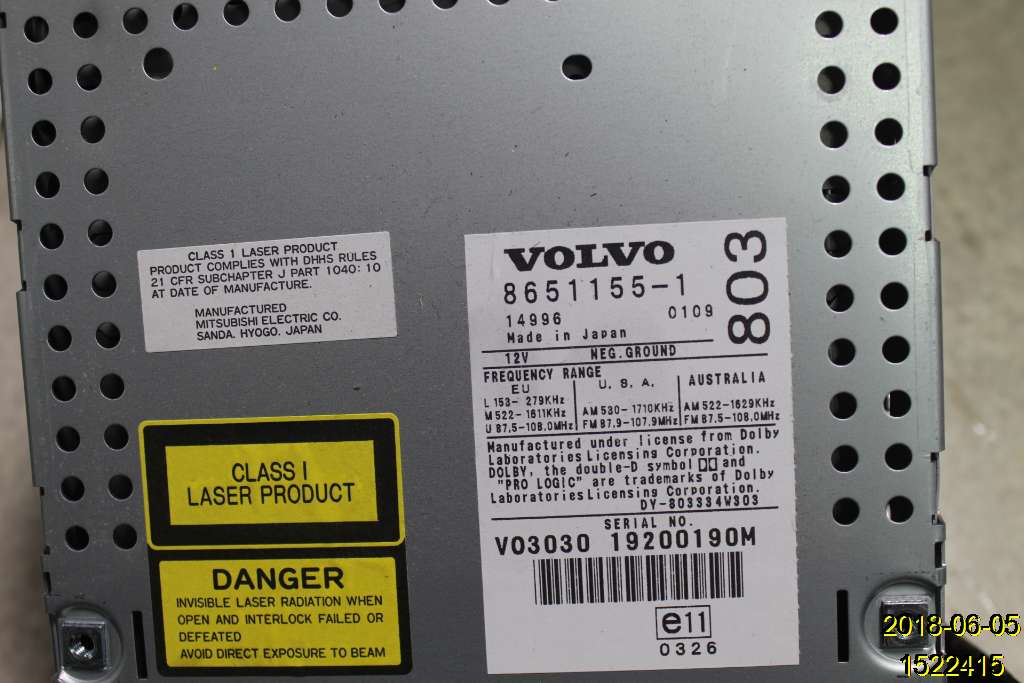 CLASS 1 LASER PRODUCT
PRODUCT COMPLIES WITH DHHS RULES
21 CFR SUBCHAPTER J PART 1040:10
AT DATE OF MANUFACTURE.
MANUFACTURED
MITSUBISHI ELECTRIC CO.
SANDA. HYOGO. JAPAN
CLASS I
LASER PRODUCT
DANGER
INVISIBLE LASER RADIATION WHEN
OPEN AND INTERLOCK FAILED OR
DEFEATED
AVOID DIRECT EXPOSURE TO BEAM
VOLVO
8651155-1
14996 0109
Made in Japan
803
12V NEG.GROUND
FREQUENCY RANGE
EU U.S.A. AUSTRALIA
L 153- 279KHz
M 522-1611KHz AM 530-1710KHz AM 522-1629KHz
U 87.5-108.0MHz FM 87.9-107.9MHz FM 87.5-108.0MHz
Manufactured under license from Dolby
Laboratories Licensing Corporation.
DOLBY, the double-D symbol and
"PRO LOGIC" are trademarks of Dolby
Laboratories Licensing Corporation.
DY-803334W303
SERIAL NO.
V03030 19200190M
e11
0326
2018-06-05
1522415